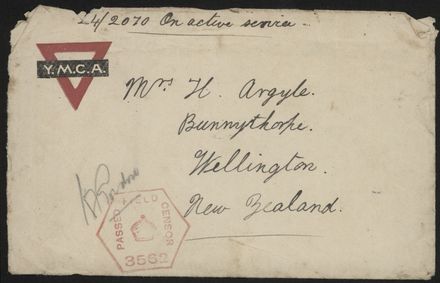 24/2070 On active service
Y.M.C.A.
Mrs H. Argyle.
Bunnythorpe.
Wellington.
New Zealand.
PASSED FIELD CENSOR
3562